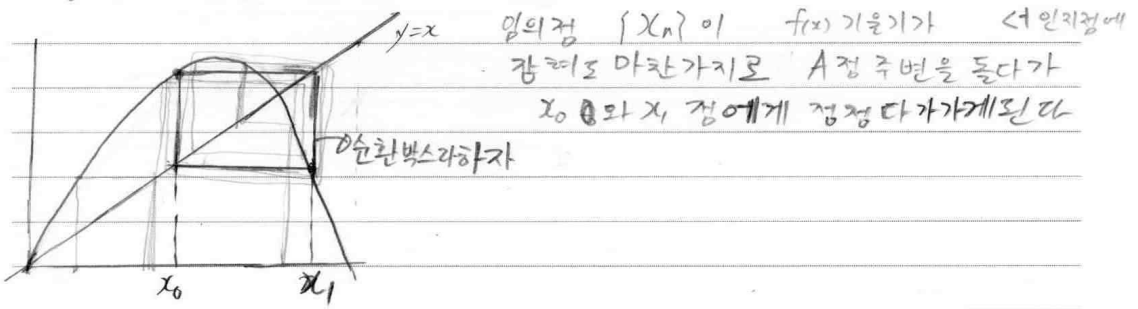 y=x
임의점 {xₙ}이 f(x) 기울기가 <1 인지점에
잡혀도 마찬가지로 A점 주변을 돌다가
x₀와 x₁ 점에게 점점 다가가게된다
순환박스라하자
x₀ x₁